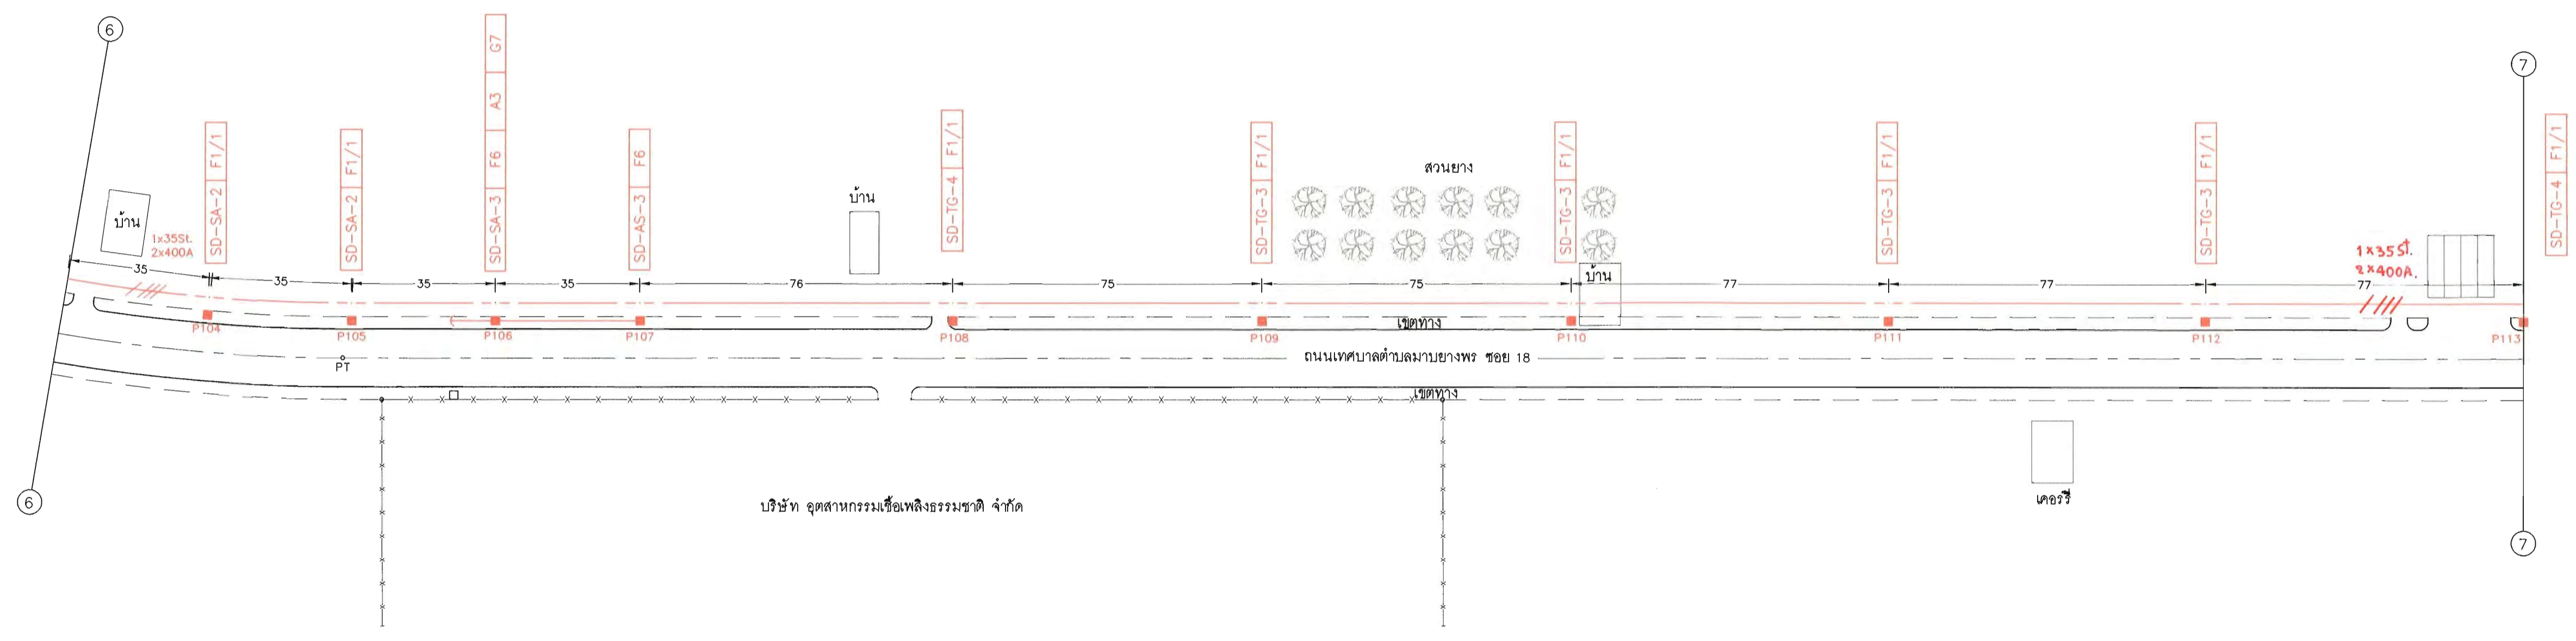 6
7
SD-SA-2 F1/1
SD-SA-2 F1/1
SD-SA-3 F6 A3 G7
SD-AS-3 F6
SD-TG-4 F1/1
SD-TG-3 F1/1
SD-TG-3 F1/1
SD-TG-3 F1/1
SD-TG-3 F1/1
SD-TG-4 F1/1
สวนยาง
บ้าน
บ้าน
1x35St.
2x400A
1x35St.
2x400A.
บ้าน
35 35 35 35 76 75 75 77 77 77
P104 P105 P106 P107 P108 P109 P110 P111 P112 P113
เขตทาง
ถนนเทศบาลตำบลมาบยางพร ซอย 18
PT
เขตทาง
บริษัท อุตสาหกรรมเชื้อเพลิงธรรมชาติ จำกัด
เคอร์รี่
6
7